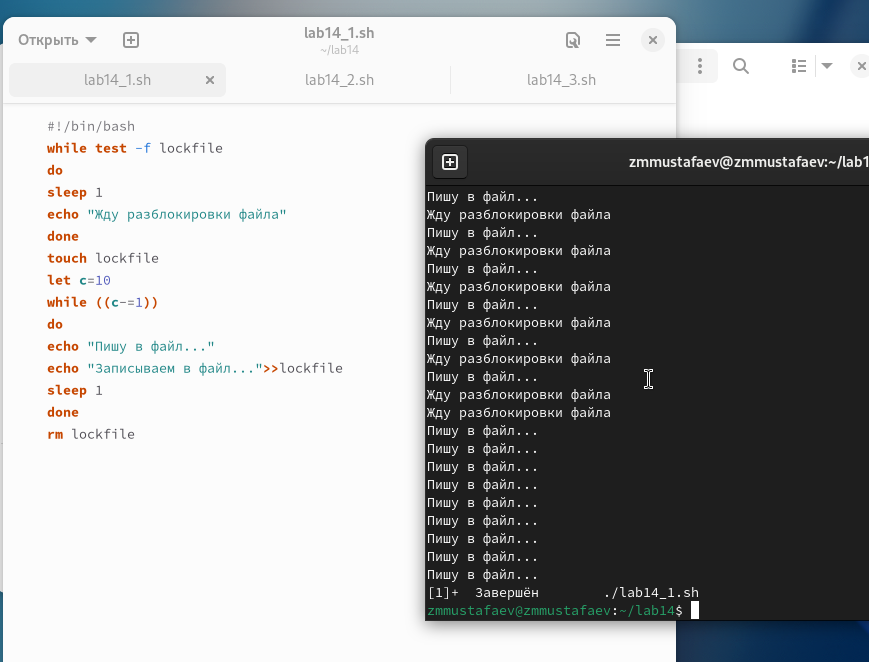 Открыть
lab14_1.sh
~/lab14
lab14_1.sh
lab14_2.sh
lab14_3.sh
#!/bin/bash
while test -f lockfile
do
sleep 1
echo "Жду разблокировки файла"
done
touch lockfile
let c=10
while ((c-=1))
do
echo "Пишу в файл..."
echo "Записываем в файл...">>lockfile
sleep 1
done
rm lockfile
zmmustafaev@zmmustafaev:~/lab1
Пишу в файл...
Жду разблокировки файла
Пишу в файл...
Жду разблокировки файла
Пишу в файл...
Жду разблокировки файла
Пишу в файл...
Жду разблокировки файла
Пишу в файл...
Жду разблокировки файла
Пишу в файл...
Жду разблокировки файла
Жду разблокировки файла
Пишу в файл...
Пишу в файл...
Пишу в файл...
Пишу в файл...
Пишу в файл...
Пишу в файл...
Пишу в файл...
Пишу в файл...
Пишу в файл...
[1]+  Завершён        ./lab14_1.sh
zmmustafaev@zmmustafaev:~/lab14$